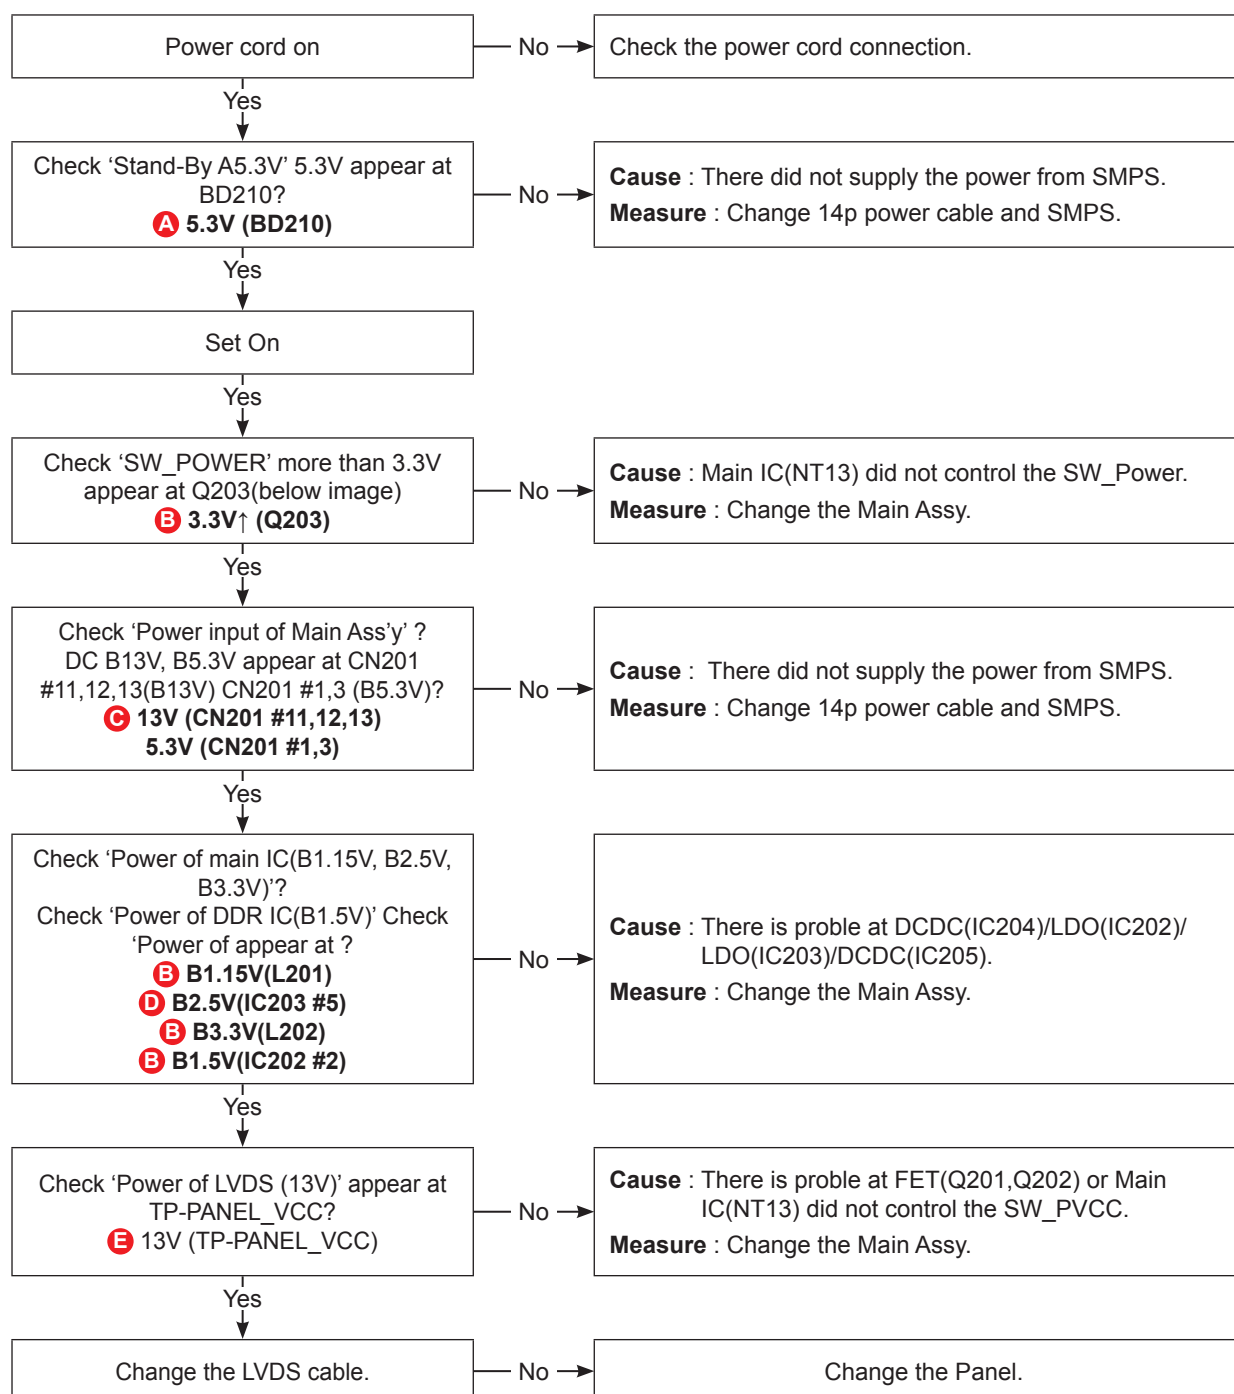 Power cord on
No
Check the power cord connection.
Yes
Check ‘Stand-By A5.3V’ 5.3V appear at
BD210?
A 5.3V (BD210)
No
Cause : There did not supply the power from SMPS.
Measure : Change 14p power cable and SMPS.
Yes
Set On
Yes
Check ‘SW_POWER’ more than 3.3V
appear at Q203(below image)
B 3.3V↑ (Q203)
No
Cause : Main IC(NT13) did not control the SW_Power.
Measure : Change the Main Assy.
Yes
Check ‘Power input of Main Ass’y’ ?
DC B13V, B5.3V appear at CN201
#11,12,13(B13V) CN201 #1,3 (B5.3V)?
C 13V (CN201 #11,12,13)
5.3V (CN201 #1,3)
No
Cause : There did not supply the power from SMPS.
Measure : Change 14p power cable and SMPS.
Yes
Check ‘Power of main IC(B1.15V, B2.5V,
B3.3V)’?
Check ‘Power of DDR IC(B1.5V)’ Check
‘Power of appear at ?
B B1.15V(L201)
D B2.5V(IC203 #5)
B B3.3V(L202)
B B1.5V(IC202 #2)
No
Cause : There is proble at DCDC(IC204)/LDO(IC202)/
LDO(IC203)/DCDC(IC205).
Measure : Change the Main Assy.
Yes
Check ‘Power of LVDS (13V)’ appear at
TP-PANEL_VCC?
E 13V (TP-PANEL_VCC)
No
Cause : There is proble at FET(Q201,Q202) or Main
IC(NT13) did not control the SW_PVCC.
Measure : Change the Main Assy.
Yes
Change the LVDS cable.
No
Change the Panel.